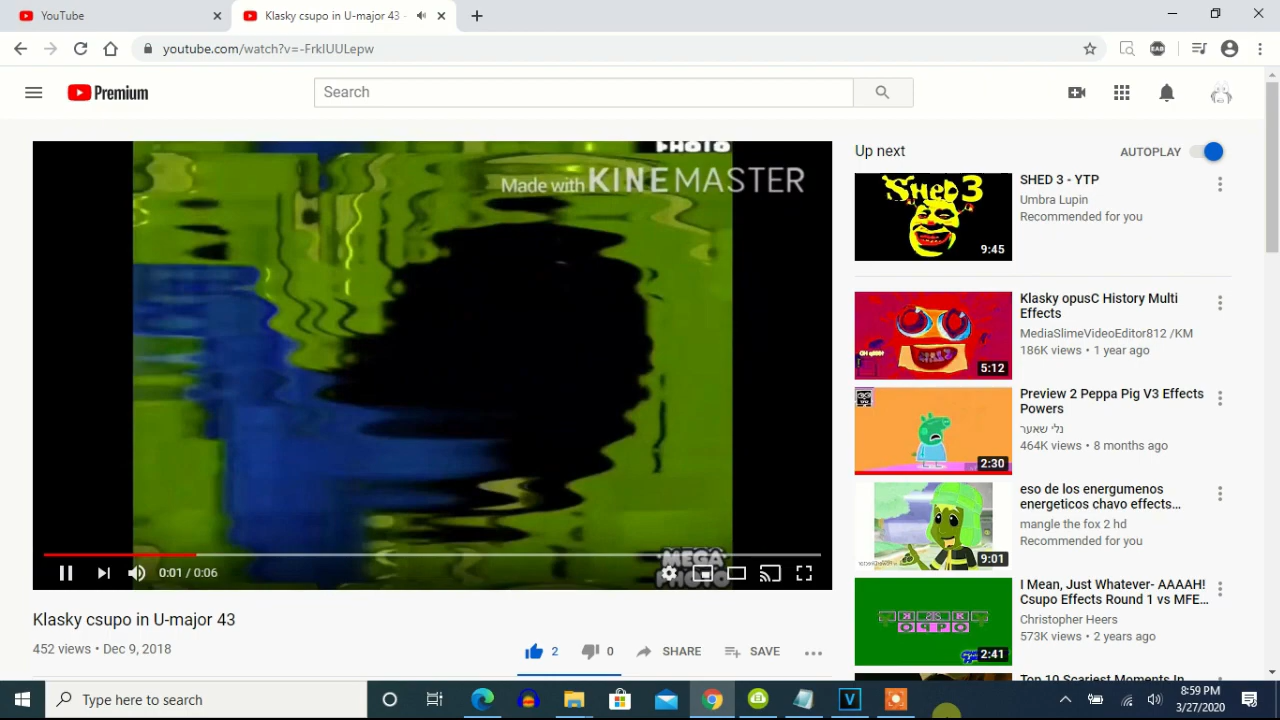 YouTube
Klasky csupo in U-major 43 -
youtube.com/watch?v=-FrkIUULepw
Premium
Search
PHOTO
Made with KINEMASTER
MEGA
PHOTO
0:01 / 0:06
Klasky csupo in U-major 43
452 views • Dec 9, 2018
2
0
SHARE
SAVE
Up next
AUTOPLAY
SHED 3
9:45
SHED 3 - YTP
Umbra Lupin
Recommended for you
5:12
Klasky opusC History Multi
Effects
MediaSlimeVideoEditor812 /KM
186K views • 1 year ago
2:30
Preview 2 Peppa Pig V3 Effects
Powers
נלי שאער
464K views • 8 months ago
9:01
eso de los energumenos
energeticos chavo effects...
mangle the fox 2 hd
Recommended for you
2:41
I Mean, Just Whatever- AAAAH!
Csupo Effects Round 1 vs MFE...
Christopher Heers
573K views • 2 years ago
Top 10 Scariest Moments In
Type here to search
8:59 PM
3/27/2020